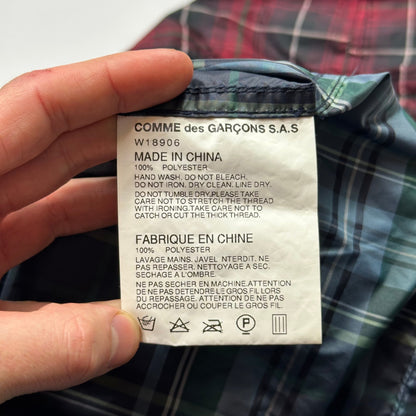 COMME des GARÇONS S.A.S
W18906
MADE IN CHINA
100% POLYESTER
HAND WASH. DO NOT BLEACH.
DO NOT IRON. DRY CLEAN. LINE DRY.
DO NOT TUMBLE DRY.PLEASE TAKE
CARE NOT TO STRETCH THE THREAD
WITH IRONING.TAKE CARE NOT TO
CATCH OR CUT THE THICK THREAD.
FABRIQUE EN CHINE
100% POLYESTER
LAVAGE MAINS. JAVEL INTERDIT. NE
PAS REPASSER. NETTOYAGE A SEC.
SECHAGE A L'OMBRE.
NE PAS SECHER EN MACHINE.ATTENTION
DE NE PAS DETENDRE LE GROS FIL LORS
DU REPASSAGE. ATTENTION DE NE PAS
ACCROCHER OU COUPER LE GROS FIL
P